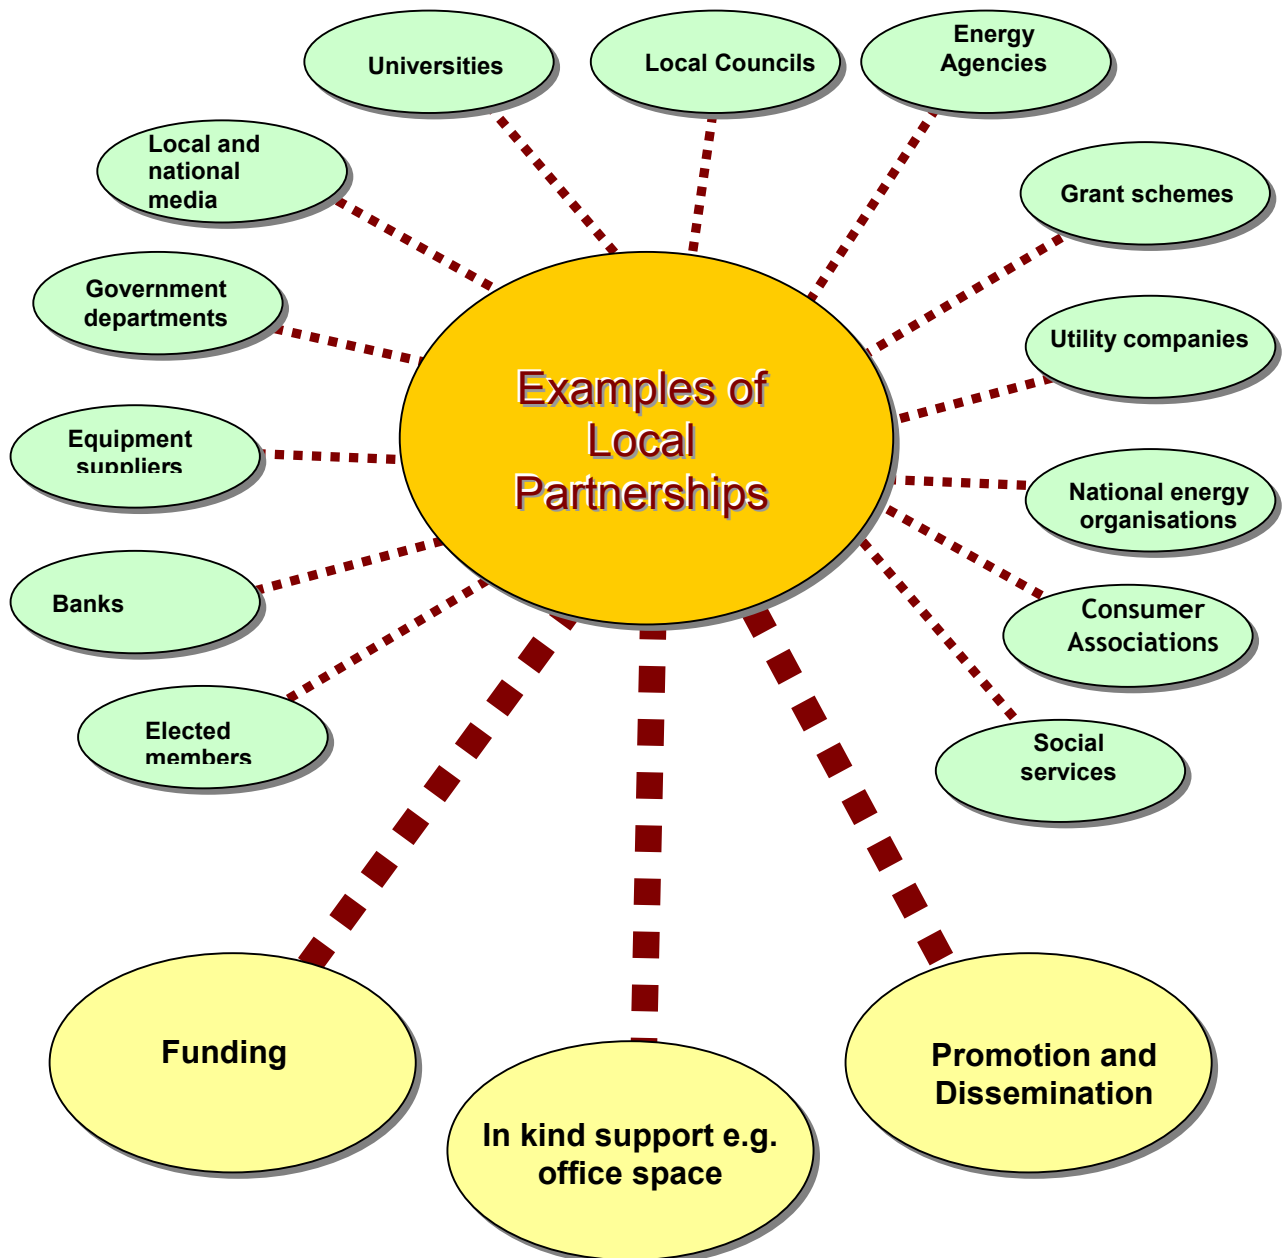 Universities
Local Councils
Energy
Agencies
Local and
national
media
Grant schemes
Government
departments
Utility companies
Examples of
Local
Partnerships
Equipment
suppliers
National energy
organisations
Banks
Consumer
Associations
Elected
members
Social
services
Funding
In kind support e.g.
office space
Promotion and
Dissemination